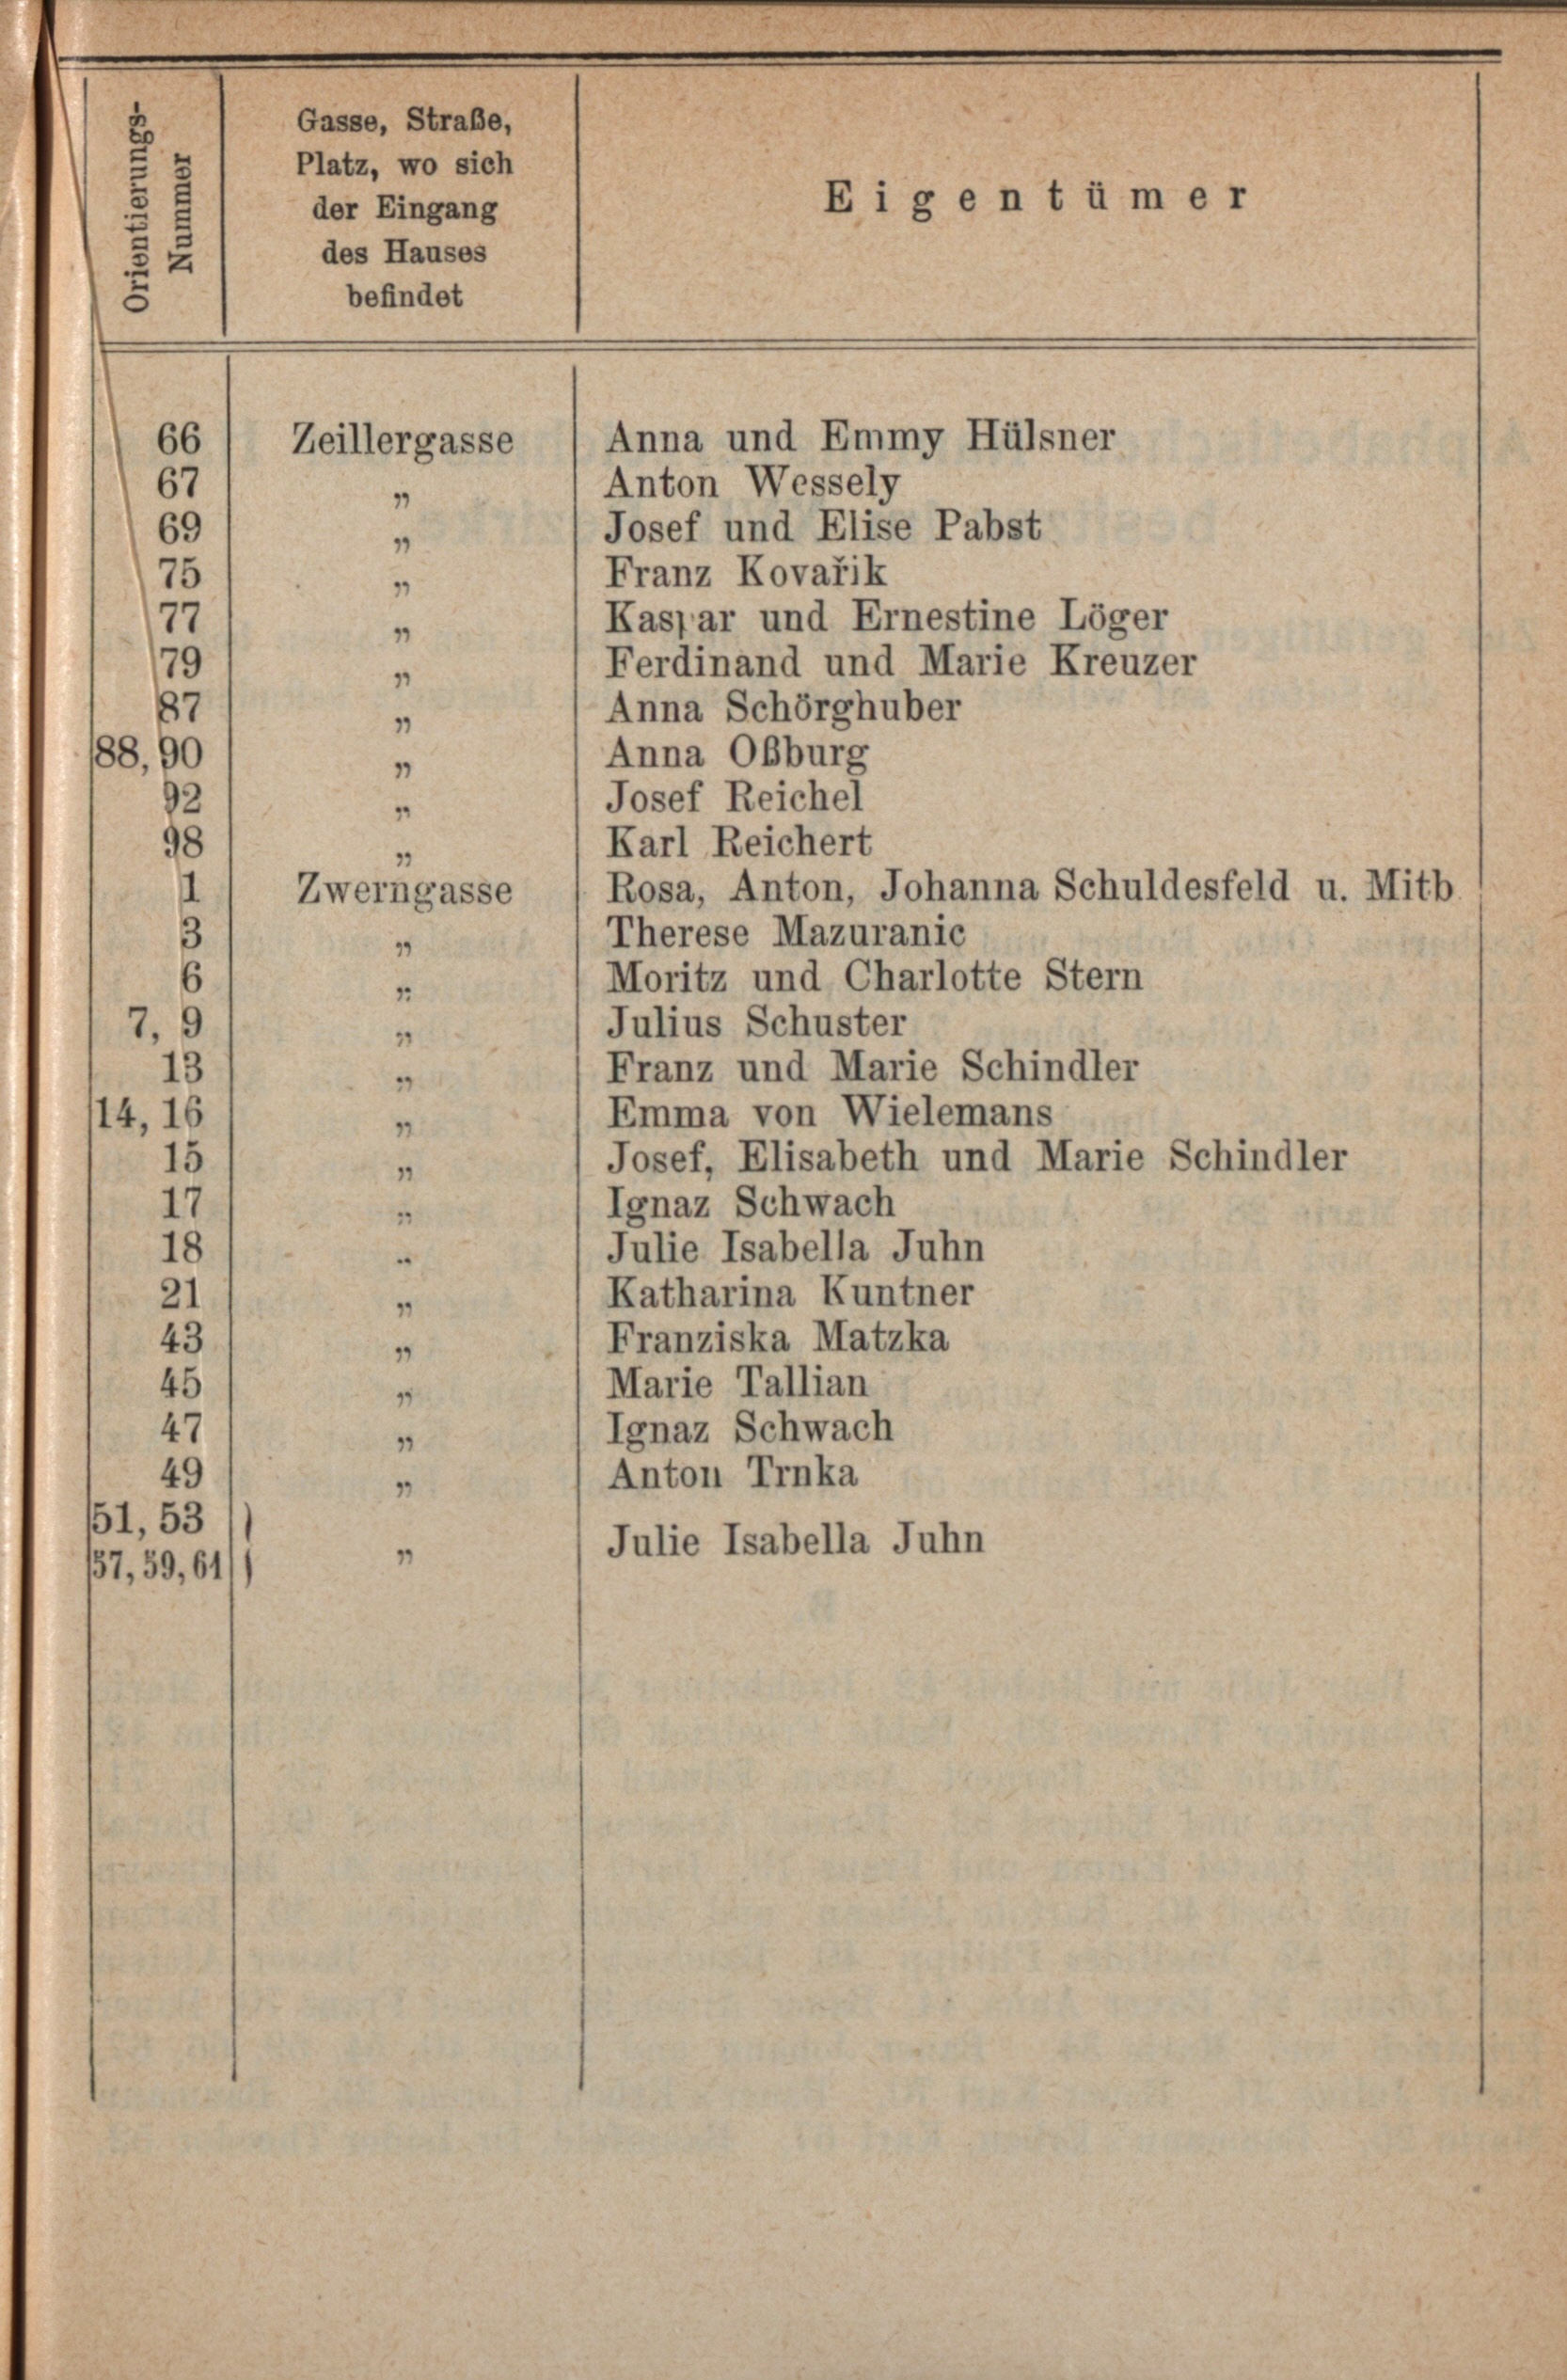 Orientierungs-
Nummer
Gasse, Straße,
Platz, wo sich
der Eingang
des Hauses
befindet
Eigentümer
66 Zeillergasse Anna und Emmy Hülsner
67 „ Anton Wessely
69 „ Josef und Elise Pabst
75 „ Franz Kovařik
77 „ Kaspar und Ernestine Löger
79 „ Ferdinand und Marie Kreuzer
87 „ Anna Schörghuber
88, 90 „ Anna Oßburg
92 „ Josef Reichel
98 „ Karl Reichert
1 Zwerngasse Rosa, Anton, Johanna Schuldesfeld u. Mitb
3 „ Therese Mazuranic
6 „ Moritz und Charlotte Stern
7, 9 „ Julius Schuster
13 „ Franz und Marie Schindler
14, 16 „ Emma von Wielemans
15 „ Josef, Elisabeth und Marie Schindler
17 „ Ignaz Schwach
18 „ Julie Isabella Juhn
21 „ Katharina Kuntner
43 „ Franziska Matzka
45 „ Marie Tallian
47 „ Ignaz Schwach
49 „ Anton Trnka
51, 53
57, 59, 61 „ Julie Isabella Juhn